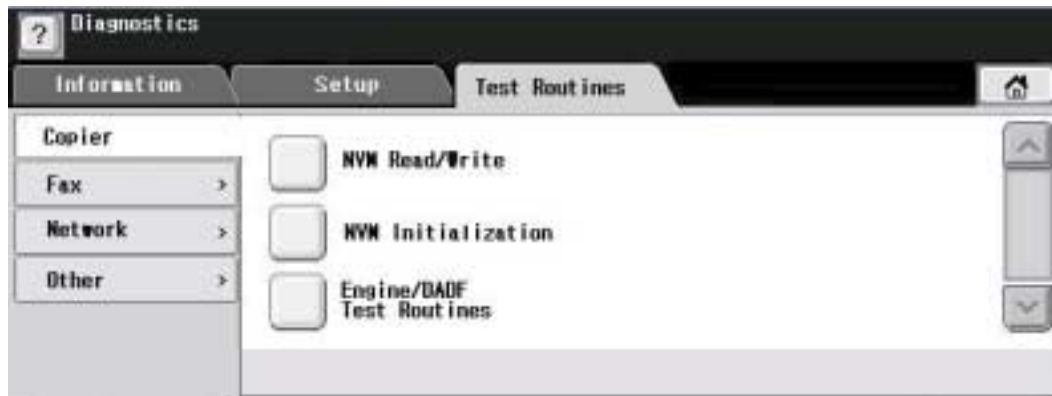 ?
Diagnostics
Information
Setup
Test Routines
Copier
Fax >
Network >
Other >
NVM Read/Write
NVM Initialization
Engine/DADF
Test Routines